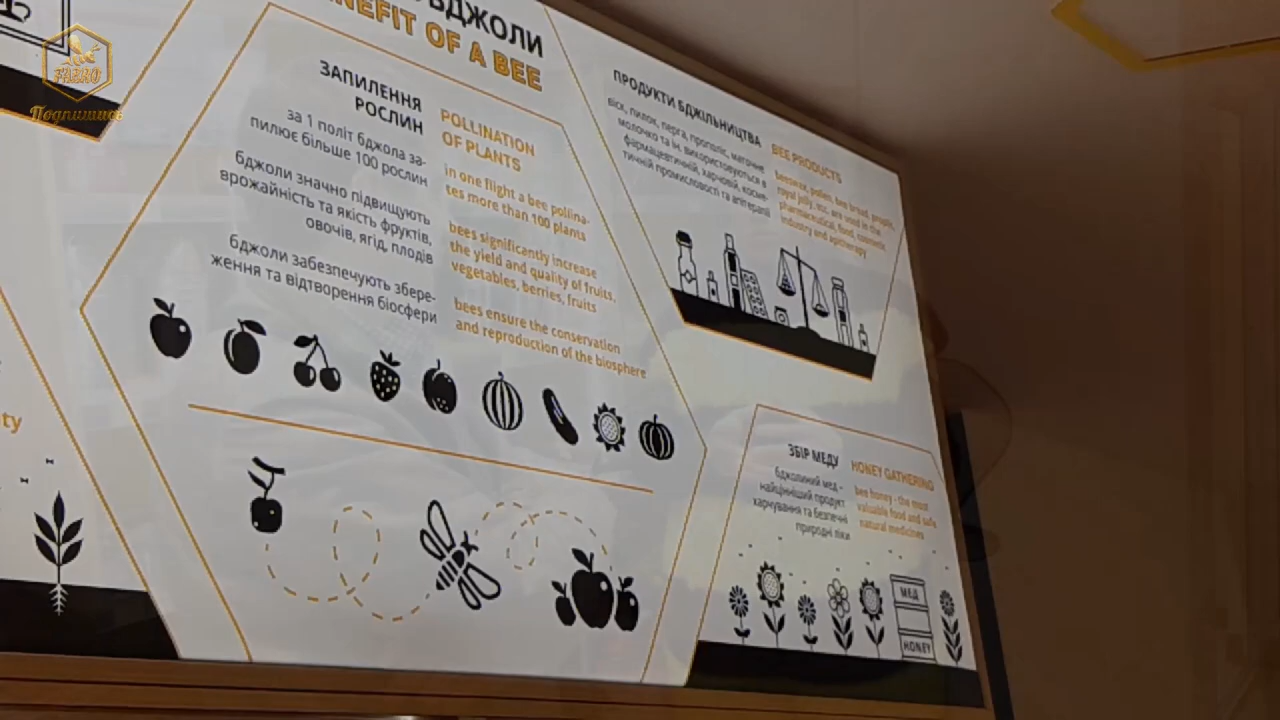 FABRO
Подпишись
БДЖОЛИ
BENEFIT OF A BEE
ЗАПИЛЕННЯ
РОСЛИН
за 1 політ бджола за-
пилює більше 100 рослин
бджоли значно підвищують
врожайність та якість фруктів,
овочів, ягід, плодів
бджоли забезпечують збере-
ження та відтворення біосфери
POLLINATION
OF PLANTS
in one flight a bee pollina-
tes more than 100 plants
bees significantly increase
the yield and quality of fruits,
vegetables, berries, fruits
bees ensure the conservation
and reproduction of the biosphere
ПРОДУКТИ БДЖІЛЬНИЦТВА
віск, пилок, перга, прополіс, маточне
молочко та ін. використовуються в
фармацевтичній, харчовій, косме-
тичній промисловості та апітерапії
BEE PRODUCTS
beeswax, pollen, bee bread, propolis,
royal jelly, etc. are used in the
pharmaceutical, food, cosmetic
industry and apitherapy
ЗБІР МЕДУ
бджолиний мед -
найцінніший продукт
харчування та безпечні
природні ліки
HONEY GATHERING
bee honey - the most
valuable food and safe
natural medicines
МЕД
HONEY
ty